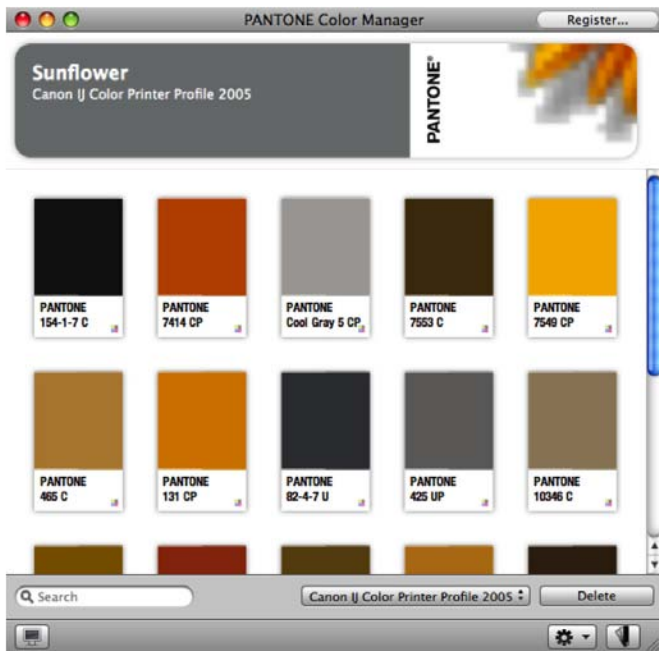 PANTONE Color Manager
Register...
Sunflower
Canon IJ Color Printer Profile 2005
PANTONE®
PANTONE
154-1-7 C
PANTONE
7414 CP
PANTONE
Cool Gray 5 CP
PANTONE
7553 C
PANTONE
7549 CP
PANTONE
465 C
PANTONE
131 CP
PANTONE
82-4-7 U
PANTONE
425 UP
PANTONE
10346 C
Search
Canon IJ Color Printer Profile 2005
Delete